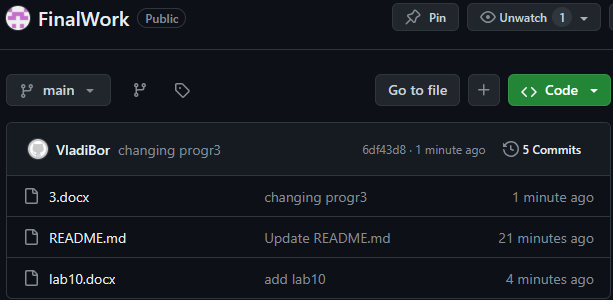 FinalWork Public Pin Unwatch 1
main Go to file + Code
VladiBor changing progr3 6df43d8 · 1 minute ago 5 Commits
3.docx changing progr3 1 minute ago
README.md Update README.md 21 minutes ago
lab10.docx add lab10 4 minutes ago